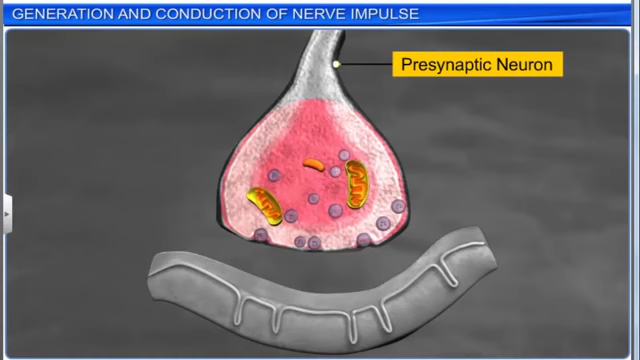 GENERATION AND CONDUCTION OF NERVE IMPULSE
Presynaptic Neuron